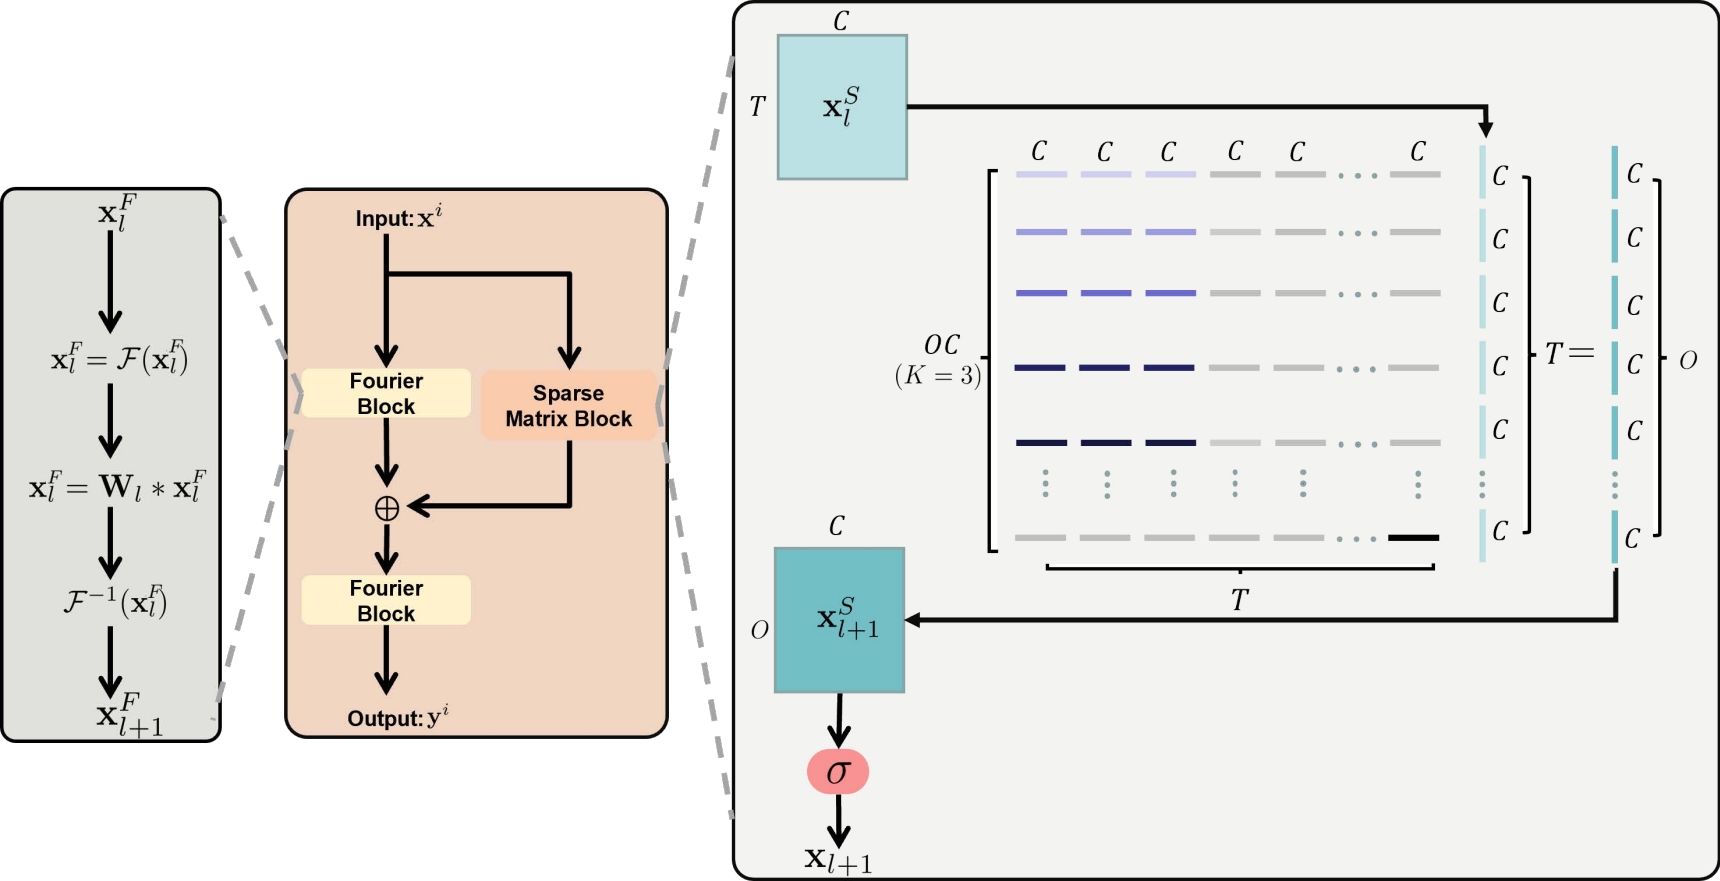 x_l^F
x_l^F = 𝓕(x_l^F)
x_l^F = W_l * x_l^F
𝓕^{-1}(x_l^F)
x_{l+1}^F
Input: x^i
Fourier
Block
Sparse
Matrix Block
⊕
Fourier
Block
Output: y^i
C
T
x_l^S
C C C C C ... C
OC
(K = 3)
T
C
C
C
C
C
C
T =
C
C
C
C
C
C
O
C
O
x_{l+1}^S
σ
x_{l+1}